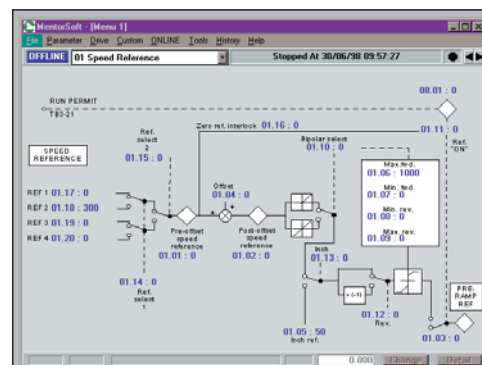 MentorSoft - [Menu 1]
File Parameter Drive Custom ONLINE Tools History Help
OFFLINE 01 Speed Reference Stopped At 30/06/98 09:57:27
08.01 : 0
RUN PERMIT
TB3-21
Zero ref. interlock 01.16 : 0
01.11 : 0
Ref. "ON"
Ref. select 2
01.15 : 0
Bipolar select
01.10 : 0
SPEED REFERENCE
Max. fwd.
01.06 : 1000
Min. fwd.
01.07 : 0
Min. rev.
01.08 : 0
Max. rev.
01.09 : 0
Offset
01.04 : 0
REF 1 01.17 : 0
REF 2 01.18 : 300
REF 3 01.19 : 0
REF 4 01.20 : 0
+
+
Pre-offset speed reference
01.01 : 0
Post-offset speed reference
01.02 : 0
Inch
01.13 : 0
01.14 : 0
Ref. select 1
x (-1)
01.12 : 0
Rev.
PRE-RAMP REF
01.05 : 50
Inch ref.
01.03 : 0
0.000 Change Detail